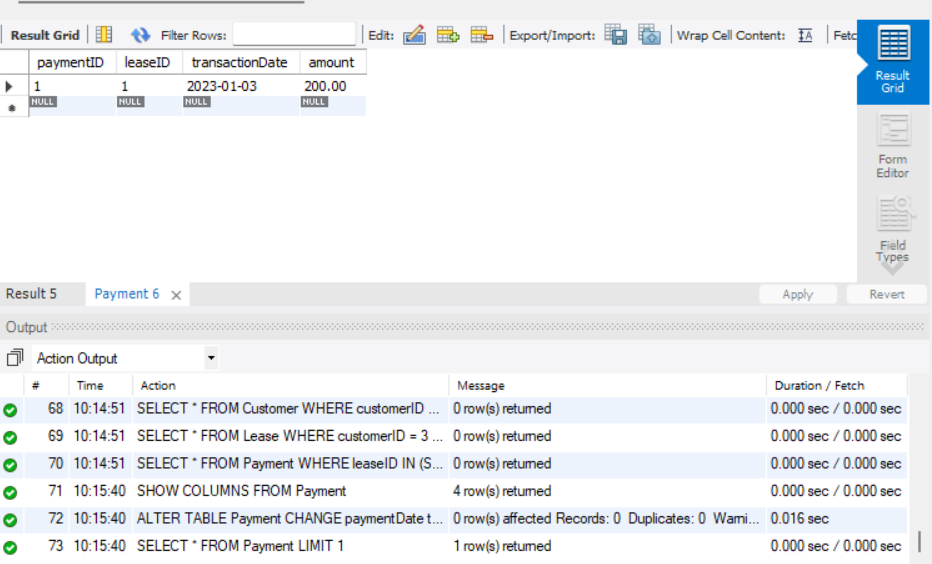 Result Grid Filter Rows: Edit: Export/Import: Wrap Cell Content: IA Fetc
paymentID leaseID transactionDate amount
1 1 2023-01-03 200.00
NULL NULL NULL NULL
Result Grid
Form Editor
Field Types
Result 5 Payment 6 × Apply Revert
Output
Action Output
# Time Action Message Duration / Fetch
68 10:14:51 SELECT * FROM Customer WHERE customerID ... 0 row(s) returned 0.000 sec / 0.000 sec
69 10:14:51 SELECT * FROM Lease WHERE customerID = 3 ... 0 row(s) returned 0.000 sec / 0.000 sec
70 10:14:51 SELECT * FROM Payment WHERE leaseID IN (S... 0 row(s) returned 0.000 sec / 0.000 sec
71 10:15:40 SHOW COLUMNS FROM Payment 4 row(s) returned 0.000 sec / 0.000 sec
72 10:15:40 ALTER TABLE Payment CHANGE paymentDate t... 0 row(s) affected Records: 0 Duplicates: 0 Warni... 0.016 sec
73 10:15:40 SELECT * FROM Payment LIMIT 1 1 row(s) returned 0.000 sec / 0.000 sec